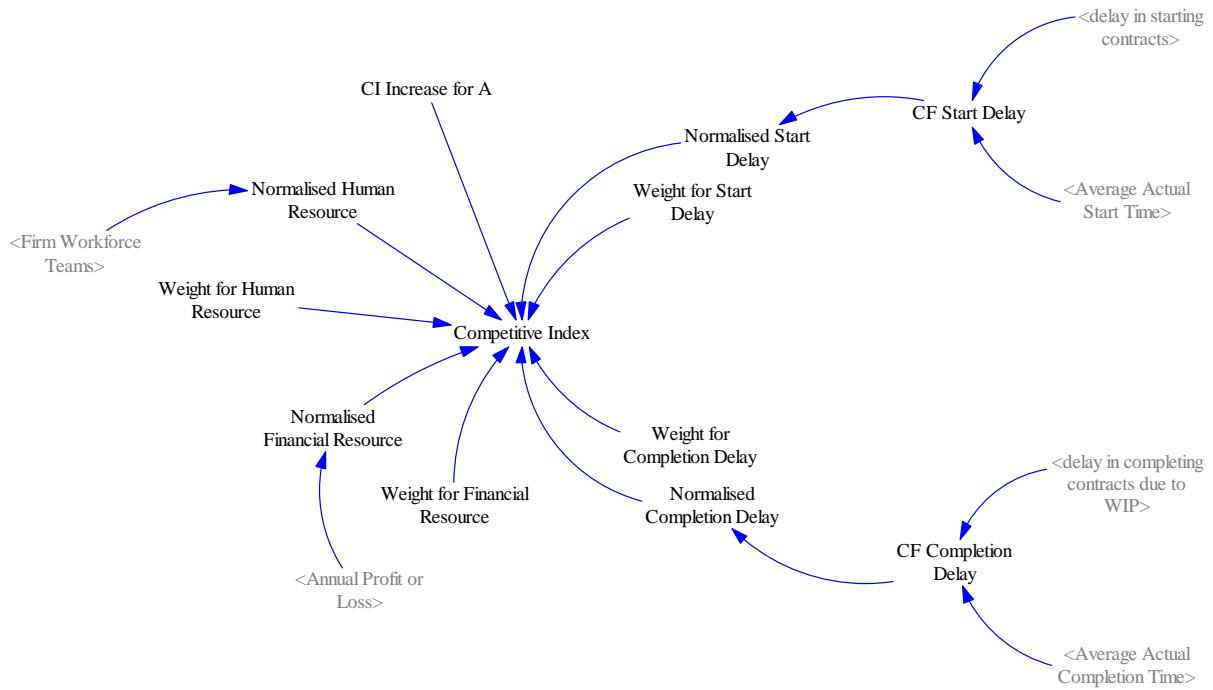 <delay in starting
contracts>
CI Increase for A
CF Start Delay
Normalised Start
Delay
Normalised Human
Resource
Weight for Start
Delay
<Average Actual
Start Time>
<Firm Workforce
Teams>
Weight for Human
Resource
Competitive Index
Normalised
Financial Resource
Weight for
Completion Delay
<delay in completing
contracts due to
WIP>
Weight for Financial
Resource
Normalised
Completion Delay
CF Completion
Delay
<Annual Profit or
Loss>
<Average Actual
Completion Time>